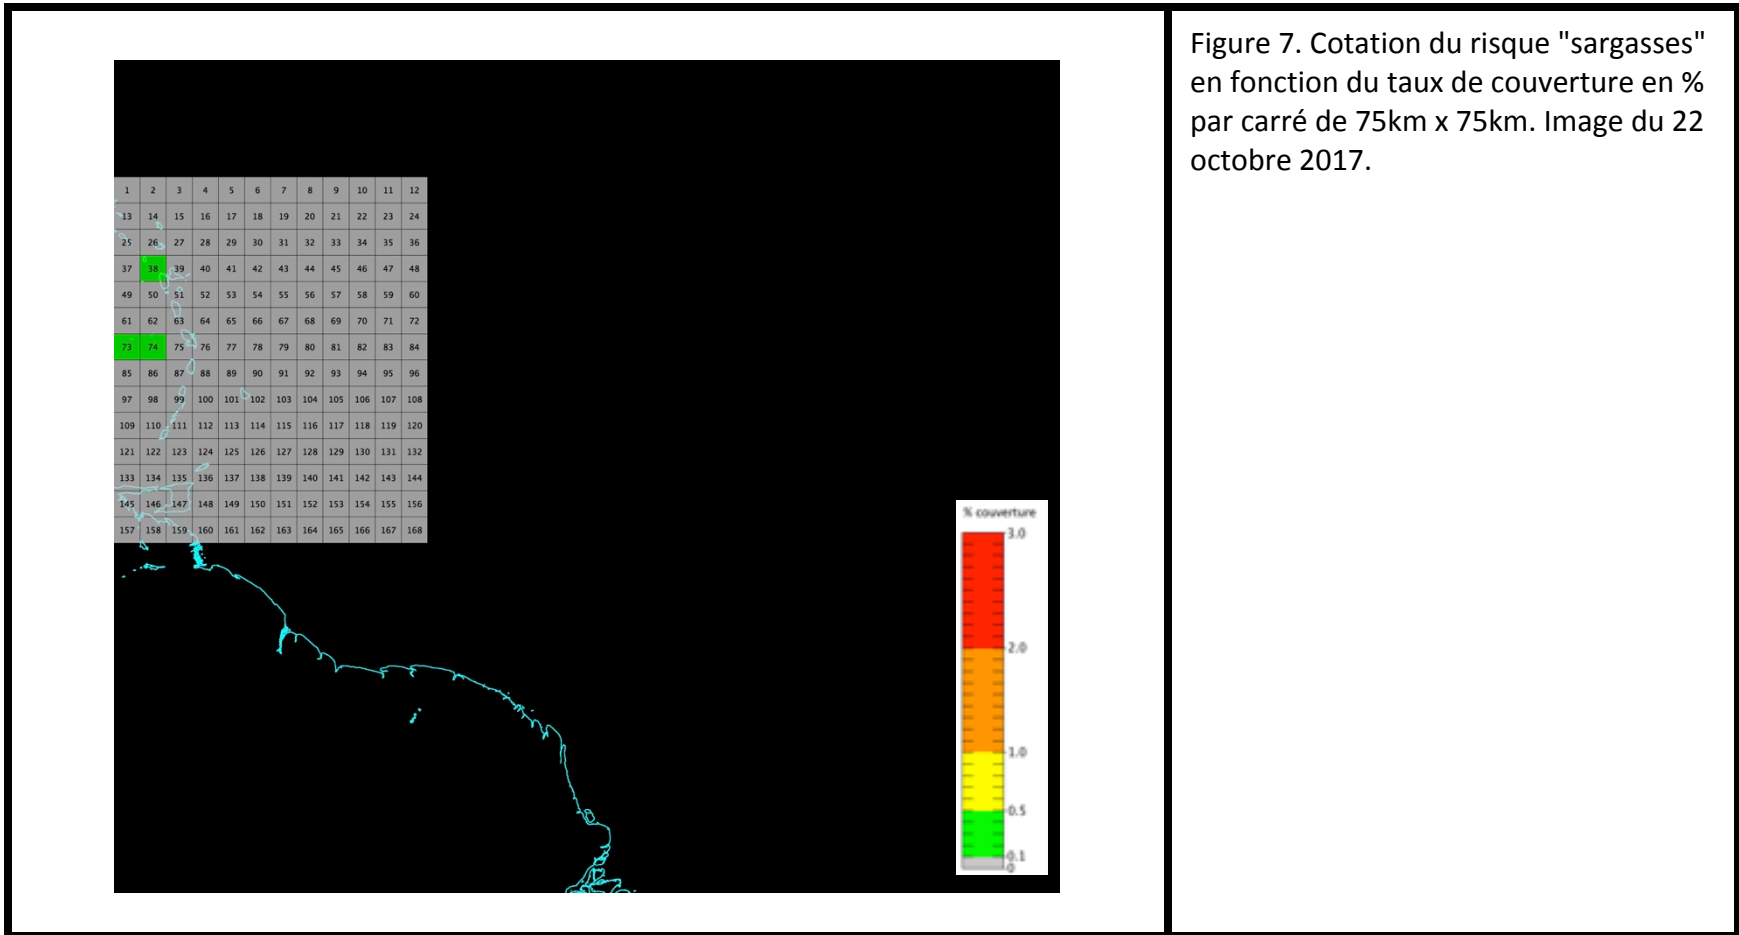 Figure 7. Cotation du risque "sargasses"
en fonction du taux de couverture en %
par carré de 75km x 75km. Image du 22
octobre 2017.
1 2 3 4 5 6 7 8 9 10 11 12
13 14 15 16 17 18 19 20 21 22 23 24
25 26 27 28 29 30 31 32 33 34 35 36
37 38 39 40 41 42 43 44 45 46 47 48
49 50 51 52 53 54 55 56 57 58 59 60
61 62 63 64 65 66 67 68 69 70 71 72
73 74 75 76 77 78 79 80 81 82 83 84
85 86 87 88 89 90 91 92 93 94 95 96
97 98 99 100 101 102 103 104 105 106 107 108
109 110 111 112 113 114 115 116 117 118 119 120
121 122 123 124 125 126 127 128 129 130 131 132
133 134 135 136 137 138 139 140 141 142 143 144
145 146 147 148 149 150 151 152 153 154 155 156
157 158 159 160 161 162 163 164 165 166 167 168
% couverture
3.0
2.0
1.0
0.5
0.1
0